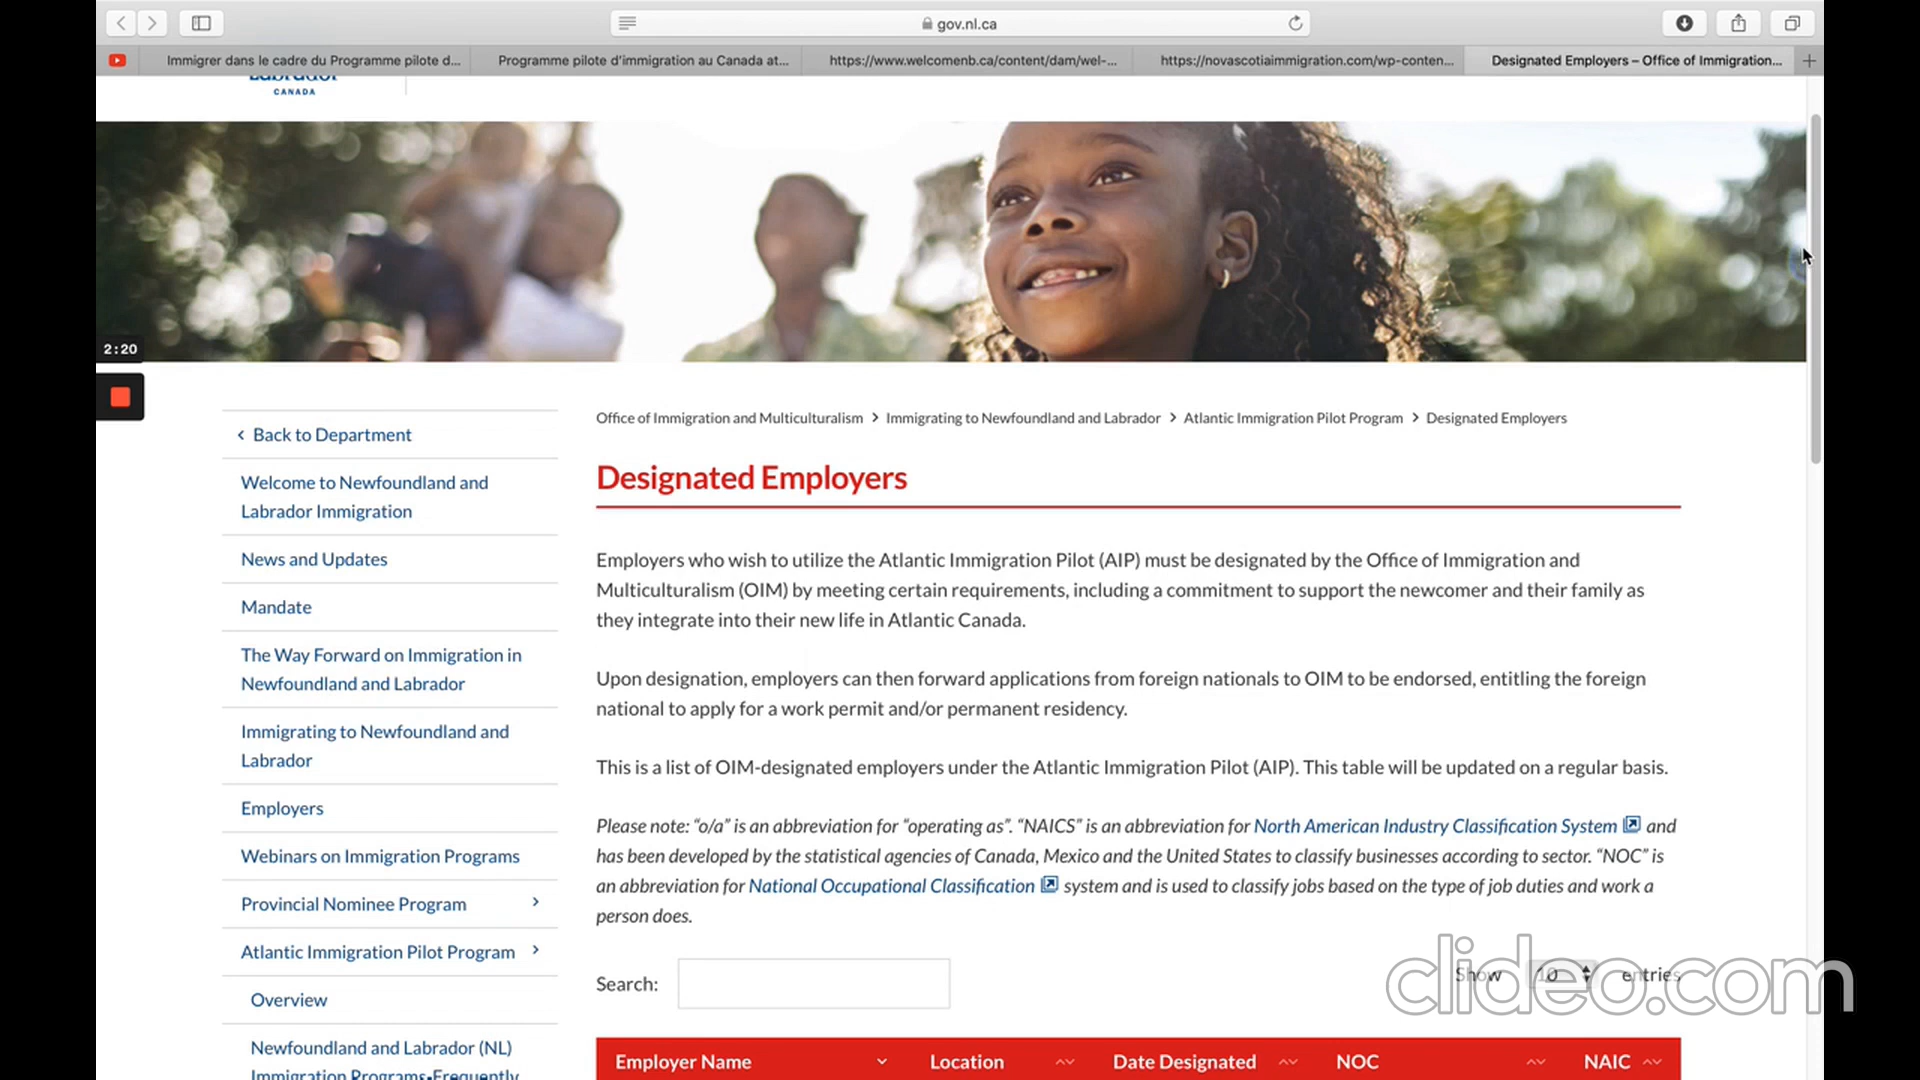 gov.nl.ca
Immigrer dans le cadre du Programme pilote d...
Programme pilote d'immigration au Canada at...
https://www.welcomenb.ca/content/dam/wel-...
https://novascotiaimmigration.com/wp-conten...
Designated Employers – Office of Immigration...
Labrador
CANADA
2:20
Office of Immigration and Multiculturalism > Immigrating to Newfoundland and Labrador > Atlantic Immigration Pilot Program > Designated Employers
Back to Department
Welcome to Newfoundland and
Labrador Immigration
News and Updates
Mandate
The Way Forward on Immigration in
Newfoundland and Labrador
Immigrating to Newfoundland and
Labrador
Employers
Webinars on Immigration Programs
Provincial Nominee Program
Atlantic Immigration Pilot Program
Overview
Newfoundland and Labrador (NL)
Immigration Programs-Frequently
Designated Employers
Employers who wish to utilize the Atlantic Immigration Pilot (AIP) must be designated by the Office of Immigration and
Multiculturalism (OIM) by meeting certain requirements, including a commitment to support the newcomer and their family as
they integrate into their new life in Atlantic Canada.
Upon designation, employers can then forward applications from foreign nationals to OIM to be endorsed, entitling the foreign
national to apply for a work permit and/or permanent residency.
This is a list of OIM-designated employers under the Atlantic Immigration Pilot (AIP). This table will be updated on a regular basis.
Please note: “o/a” is an abbreviation for “operating as”. “NAICS” is an abbreviation for North American Industry Classification System and
has been developed by the statistical agencies of Canada, Mexico and the United States to classify businesses according to sector. “NOC” is
an abbreviation for National Occupational Classification system and is used to classify jobs based on the type of job duties and work a
person does.
Search:
Show 10 entries
clideo.com
Employer Name Location Date Designated NOC NAIC